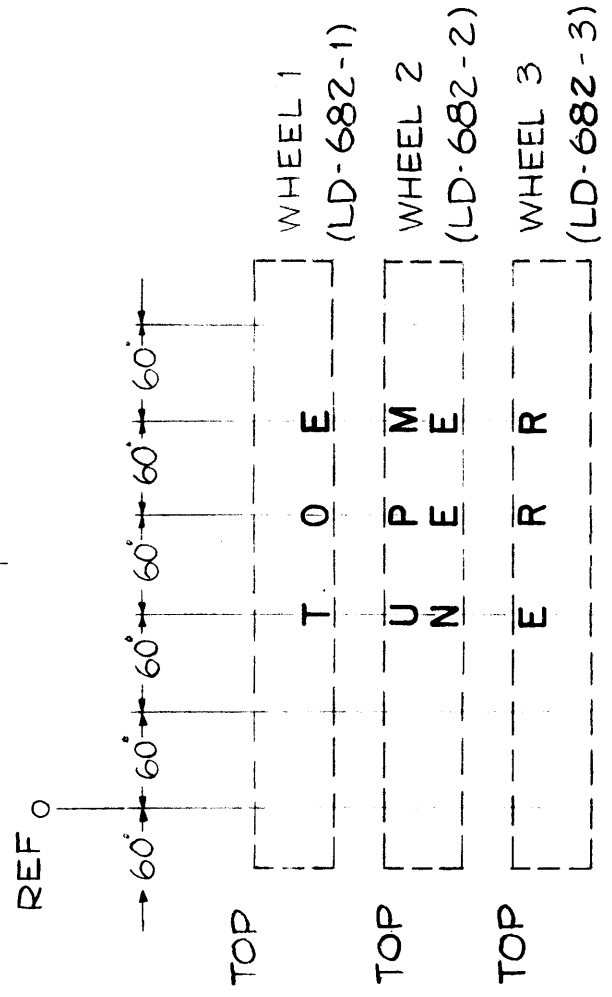 REF
60° 60° 60° 60° 60° 60°
TOP
T O E
WHEEL 1
(LD-682-1)
TOP
U P M
N E E
WHEEL 2
(LD-682-2)
TOP
E R R
WHEEL 3
(LD-682-3)